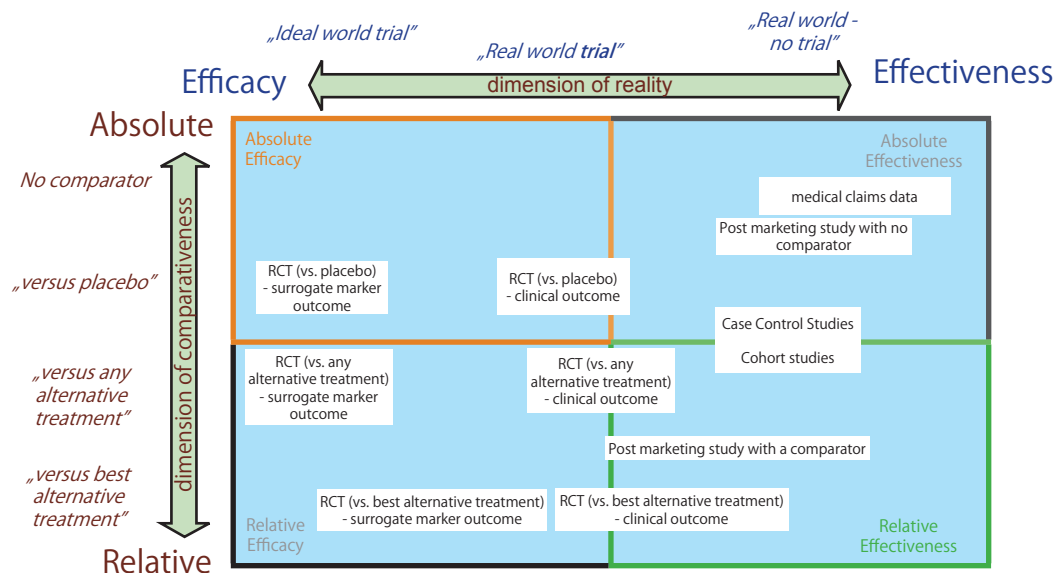 „Ideal world trial”
„Real world trial”
„Real world -
no trial”
Efficacy
dimension of reality
Effectiveness
Absolute
No comparator
„versus placebo”
„versus any
alternative
treatment”
„versus best
alternative
treatment”
Relative
dimension of comparativeness
Absolute
Efficacy
Absolute
Effectiveness
medical claims data
Post marketing study with no
comparator
RCT (vs. placebo)
- surrogate marker
outcome
RCT (vs. placebo)
- clinical outcome
Case Control Studies
Cohort studies
RCT (vs. any
alternative treatment)
- surrogate marker
outcome
RCT (vs. any
alternative treatment)
- clinical outcome
Post marketing study with a comparator
RCT (vs. best alternative treatment)
- surrogate marker outcome
RCT (vs. best alternative treatment)
- clinical outcome
Relative
Efficacy
Relative
Effectiveness